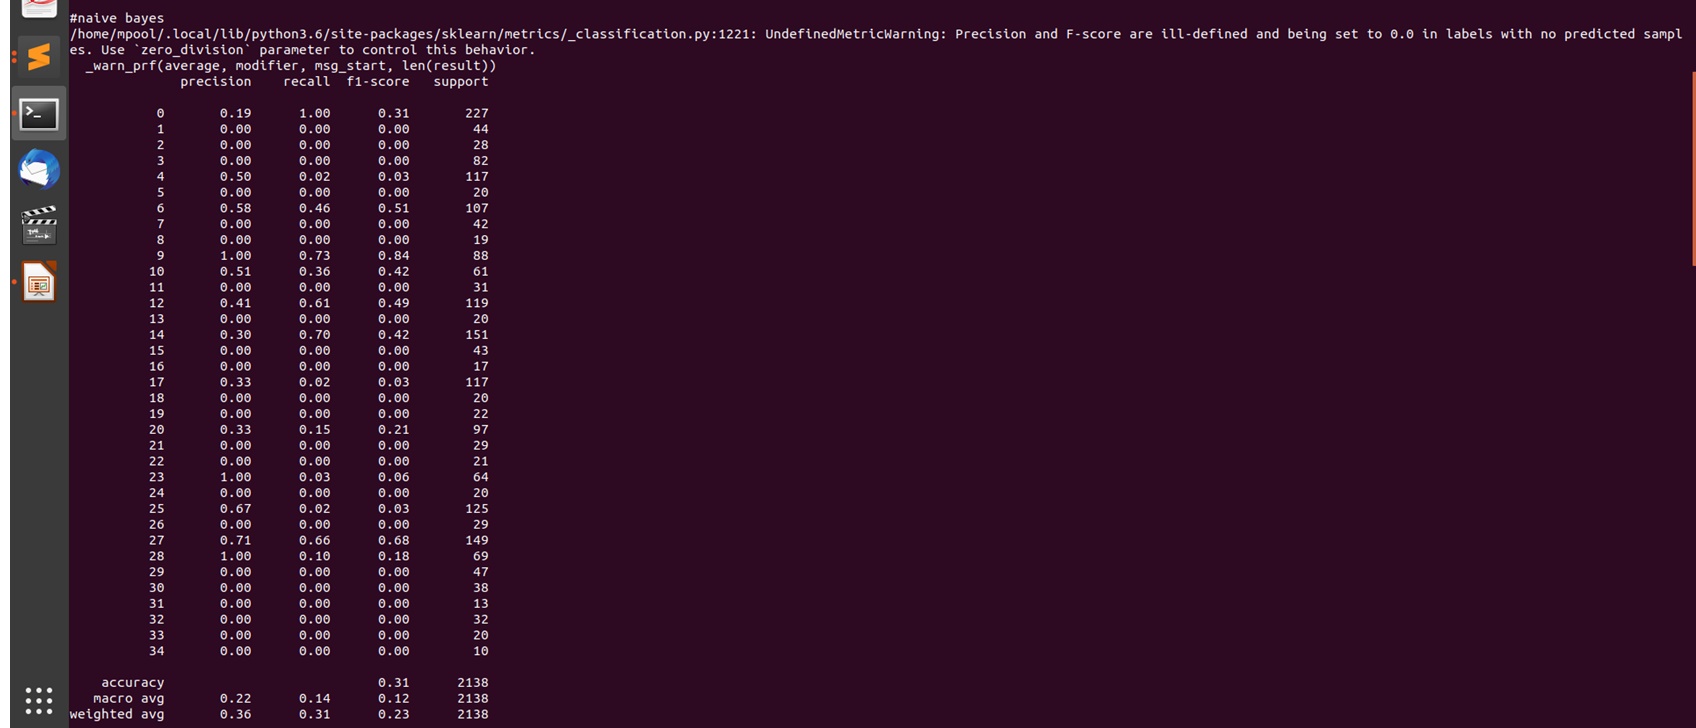 #naive bayes
/home/mpool/.local/lib/python3.6/site-packages/sklearn/metrics/_classification.py:1221: UndefinedMetricWarning: Precision and F-score are ill-defined and being set to 0.0 in labels with no predicted sampl
es. Use `zero_division` parameter to control this behavior.
_warn_prf(average, modifier, msg_start, len(result))
precision recall f1-score support
0 0.19 1.00 0.31 227
1 0.00 0.00 0.00 44
2 0.00 0.00 0.00 28
3 0.00 0.00 0.00 82
4 0.50 0.02 0.03 117
5 0.00 0.00 0.00 20
6 0.58 0.46 0.51 107
7 0.00 0.00 0.00 42
8 0.00 0.00 0.00 19
9 1.00 0.73 0.84 88
10 0.51 0.36 0.42 61
11 0.00 0.00 0.00 31
12 0.41 0.61 0.49 119
13 0.00 0.00 0.00 20
14 0.30 0.70 0.42 151
15 0.00 0.00 0.00 43
16 0.00 0.00 0.00 17
17 0.33 0.02 0.03 117
18 0.00 0.00 0.00 20
19 0.00 0.00 0.00 22
20 0.33 0.15 0.21 97
21 0.00 0.00 0.00 29
22 0.00 0.00 0.00 21
23 1.00 0.03 0.06 64
24 0.00 0.00 0.00 20
25 0.67 0.02 0.03 125
26 0.00 0.00 0.00 29
27 0.71 0.66 0.68 149
28 1.00 0.10 0.18 69
29 0.00 0.00 0.00 47
30 0.00 0.00 0.00 38
31 0.00 0.00 0.00 13
32 0.00 0.00 0.00 32
33 0.00 0.00 0.00 20
34 0.00 0.00 0.00 10
accuracy 0.31 2138
macro avg 0.22 0.14 0.12 2138
weighted avg 0.36 0.31 0.23 2138